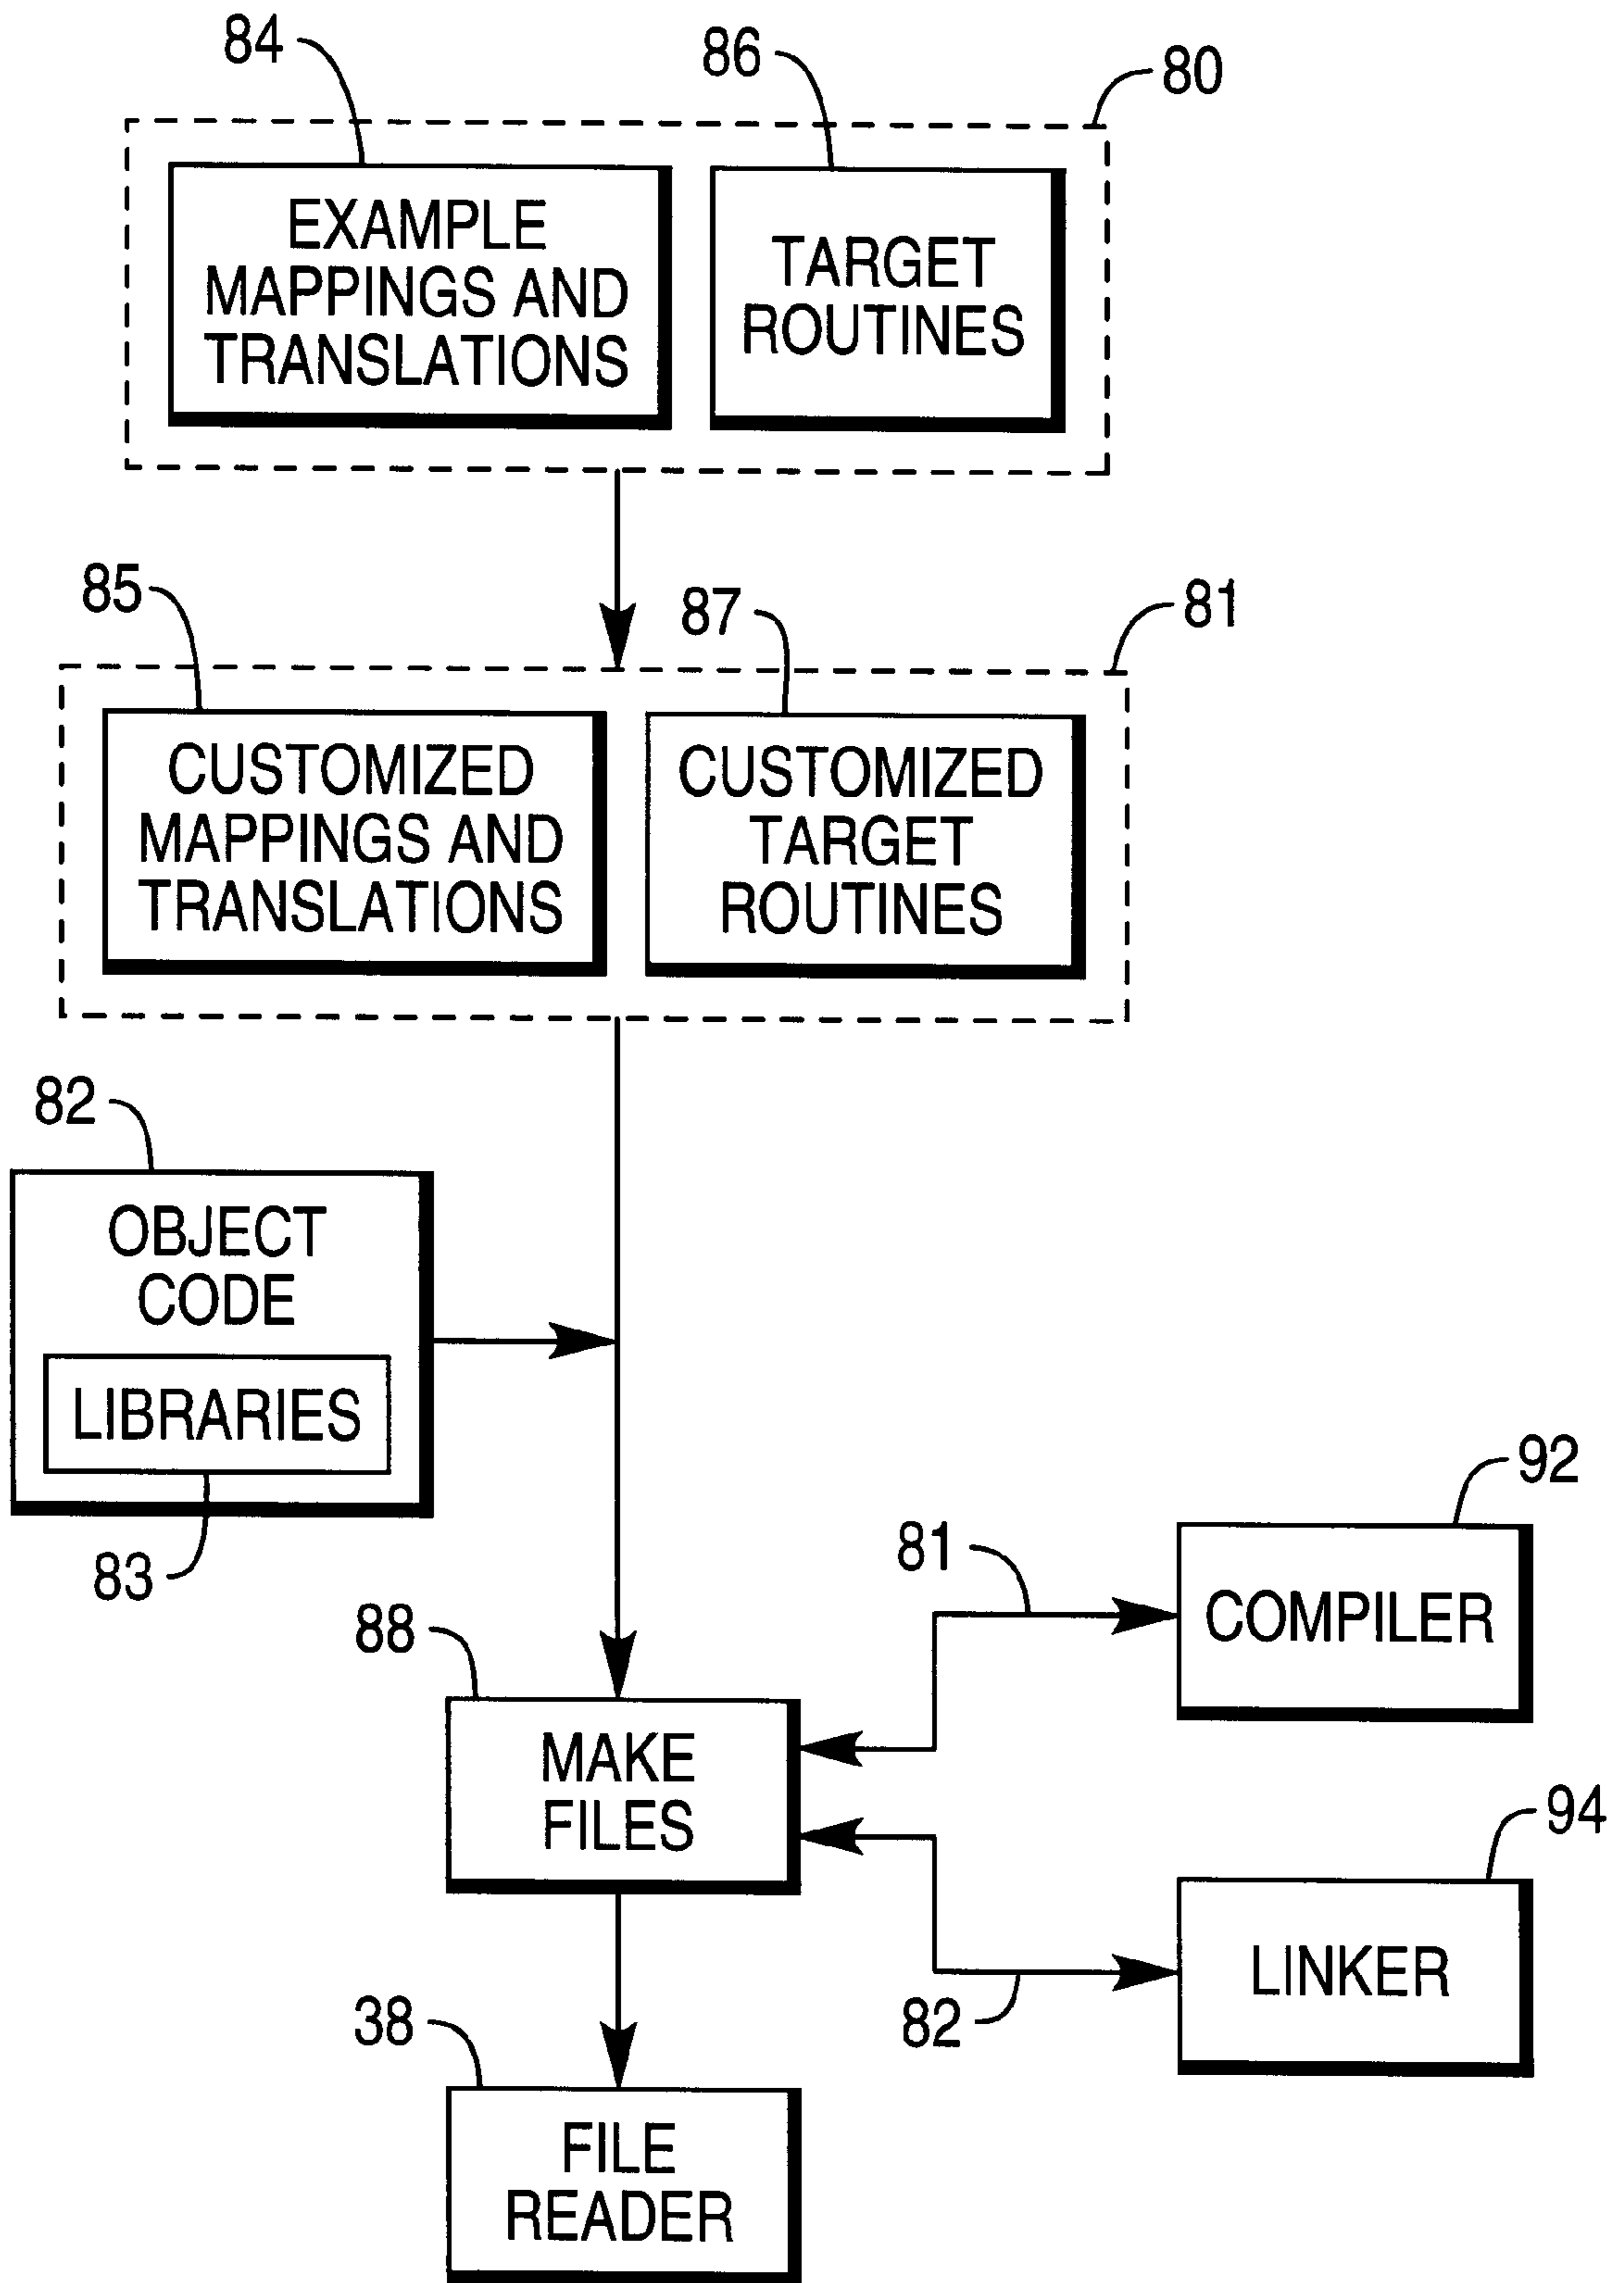 84
86
80
EXAMPLE
MAPPINGS AND
TRANSLATIONS
TARGET
ROUTINES
85
87
81
CUSTOMIZED
MAPPINGS AND
TRANSLATIONS
CUSTOMIZED
TARGET
ROUTINES
82
OBJECT
CODE
LIBRARIES
83
92
81
COMPILER
88
MAKE
FILES
94
LINKER
82
38
FILE
READER